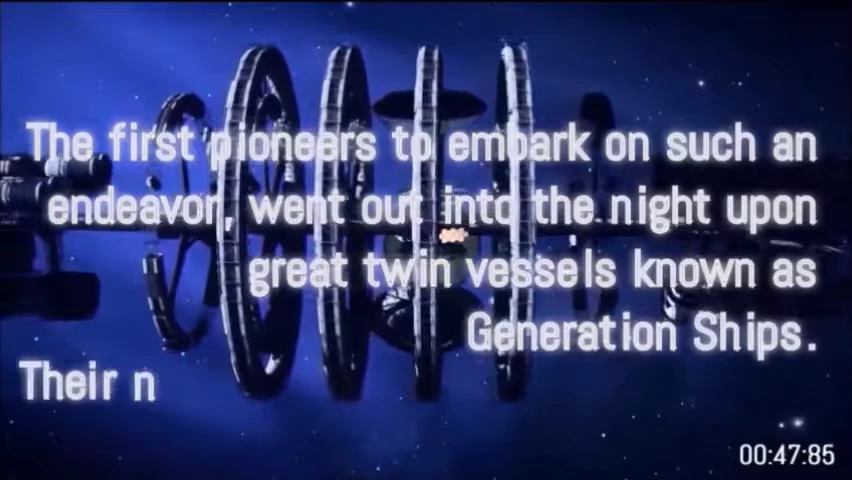 The first pioneers to embark on such an
endeavor, went out into the night upon
great twin vessels known as
Generation Ships.
Their n
00:47:85